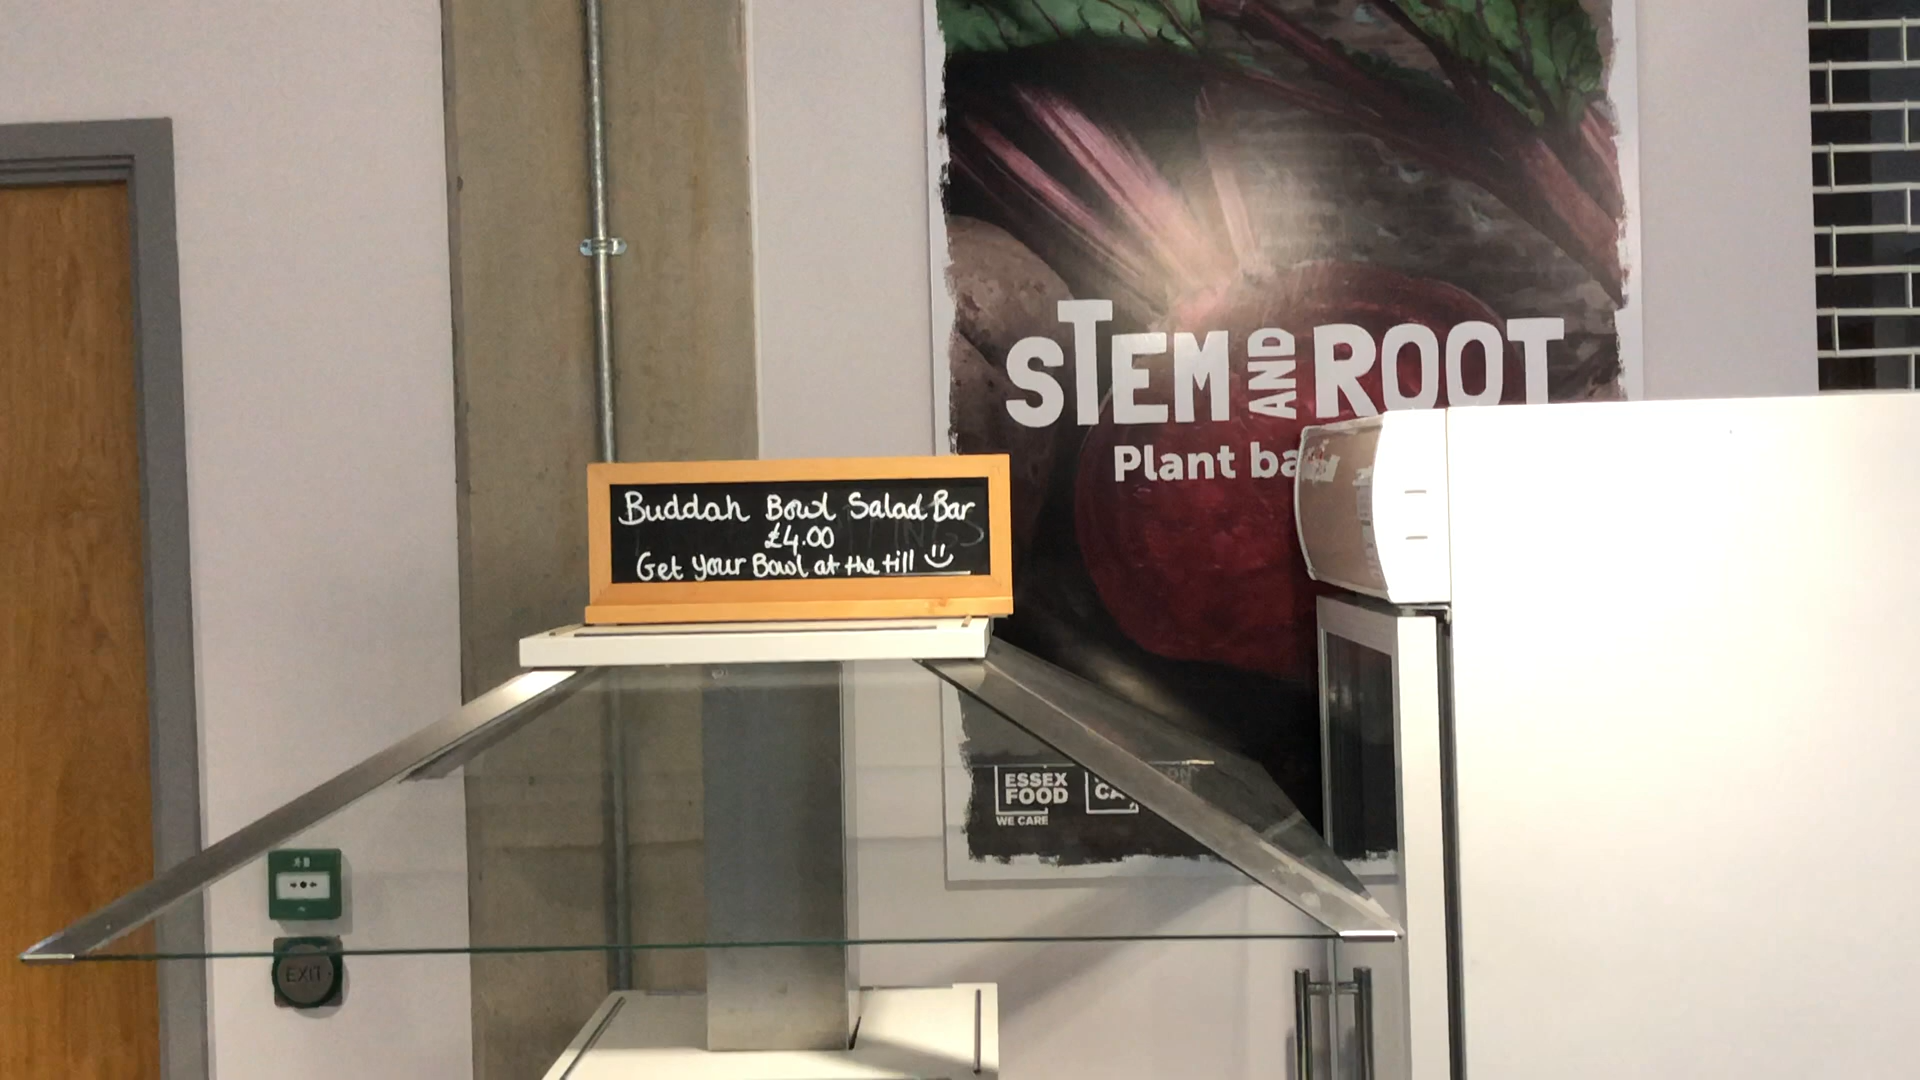 STEM AND ROOT
Plant
Buddah Bowl Salad Bar
£4.00
Get your Bowl at the till
ESSEX
FOOD
WE CARE
EXIT